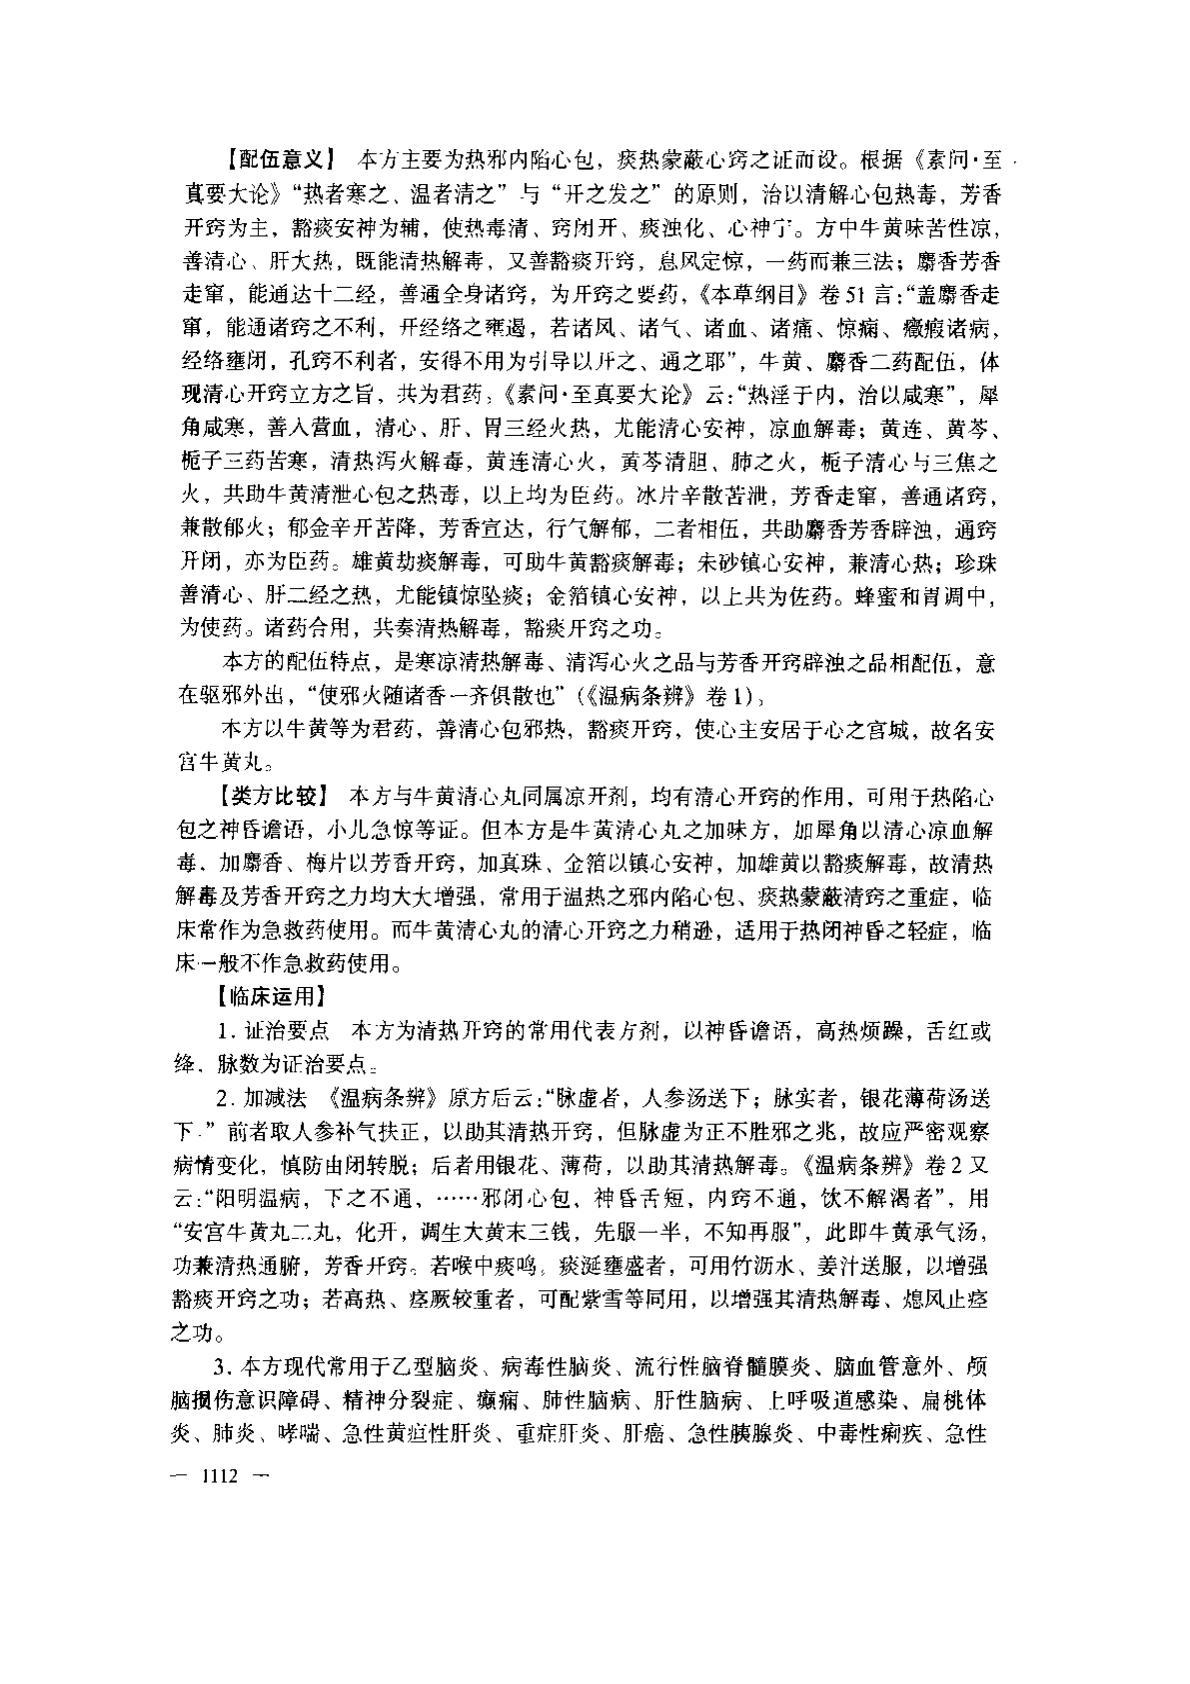 【配伍意义】 本方主要为热邪内陷心包，痰热蒙蔽心窍之证而设。根据《素问·至
真要大论》“热者寒之、温者清之”与“开之发之”的原则，治以清解心包热毒，芳香
开窍为主，豁痰安神为辅，使热毒清、窍闭开、痰浊化、心神宁。方中牛黄味苦性凉，
善清心、肝大热，既能清热解毒，又善豁痰开窍，息风定惊，一药而兼三法；麝香芳香
走窜，能通达十二经，善通全身诸窍，为开窍之要药，《本草纲目》卷51言：“盖麝香走
窜，能通诸窍之不利，开经络之壅遏，若诸风、诸气、诸血、诸痛、惊痫、癥瘕诸病，
经络壅闭，孔窍不利者，安得不用为引导以开之、通之耶”，牛黄、麝香二药配伍，体
现清心开窍立方之旨，共为君药。《素问·至真要大论》云：“热淫于内，治以咸寒”，犀
角咸寒，善入营血，清心、肝、胃三经火热，尤能清心安神，凉血解毒；黄连、黄芩、
栀子三药苦寒，清热泻火解毒，黄连清心火，黄芩清胆、肺之火，栀子清心与三焦之
火，共助牛黄清泄心包之热毒，以上均为臣药。冰片辛散苦泄，芳香走窜，善通诸窍，
兼散郁火；郁金辛开苦降，芳香宣达，行气解郁，二者相伍，共助麝香芳香辟浊，通窍
开闭，亦为臣药。雄黄劫痰解毒，可助牛黄豁痰解毒；朱砂镇心安神，兼清心热；珍珠
善清心、肝二经之热，尤能镇惊坠痰；金箔镇心安神，以上共为佐药。蜂蜜和胃调中，
为使药。诸药合用，共奏清热解毒，豁痰开窍之功。
本方的配伍特点，是寒凉清热解毒、清泻心火之品与芳香开窍辟浊之品相配伍，意
在驱邪外出，“使邪火随诸香一齐俱散也”（《温病条辨》卷1）。
本方以牛黄等为君药，善清心包邪热，豁痰开窍，使心主安居于心之宫城，故名安
宫牛黄丸。
【类方比较】 本方与牛黄清心丸同属凉开剂，均有清心开窍的作用，可用于热陷心
包之神昏谵语，小儿急惊等证。但本方是牛黄清心丸之加味方，加犀角以清心凉血解
毒，加麝香、梅片以芳香开窍，加真珠、金箔以镇心安神，加雄黄以豁痰解毒，故清热
解毒及芳香开窍之力均大大增强，常用于温热之邪内陷心包、痰热蒙蔽清窍之重症，临
床常作为急救药使用。而牛黄清心丸的清心开窍之力稍逊，适用于热闭神昏之轻症，临
床一般不作急救药使用。
【临床运用】
1. 证治要点 本方为清热开窍的常用代表方剂，以神昏谵语，高热烦躁，舌红或
绛，脉数为证治要点。
2. 加减法 《温病条辨》原方后云：“脉虚者，人参汤送下；脉实者，银花薄荷汤送
下。”前者取人参补气扶正，以助其清热开窍，但脉虚为正不胜邪之兆，故应严密观察
病情变化，慎防由闭转脱；后者用银花、薄荷，以助其清热解毒。《温病条辨》卷2又
云：“阳明温病，下之不通，……邪闭心包，神昏舌短，内窍不通，饮不解渴者”，用
“安宫牛黄丸二丸，化开，调生大黄末三钱，先服一半，不知再服”，此即牛黄承气汤，
功兼清热通腑，芳香开窍。若喉中痰鸣，痰涎壅盛者，可用竹沥水、姜汁送服，以增强
豁痰开窍之功；若高热、痉厥较重者，可配紫雪等同用，以增强其清热解毒、熄风止痉
之功。
3. 本方现代常用于乙型脑炎、病毒性脑炎、流行性脑脊髓膜炎、脑血管意外、颅
脑损伤意识障碍、精神分裂症、癫痫、肺性脑病、肝性脑病、上呼吸道感染、扁桃体
炎、肺炎、哮喘、急性黄疸性肝炎、重症肝炎、肝癌、急性胰腺炎、中毒性痢疾、急性
— 1112 —